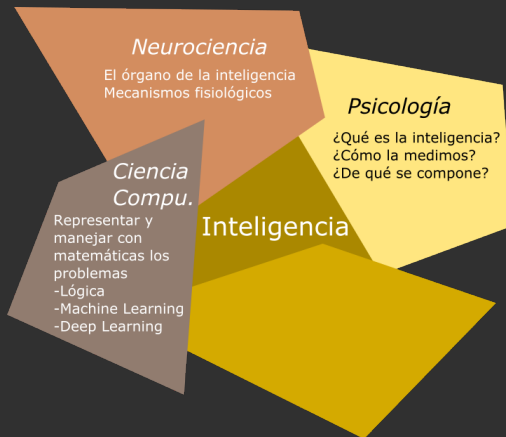 Neurociencia
El órgano de la inteligencia
Mecanismos fisiológicos
Psicología
¿Qué es la inteligencia?
¿Cómo la medimos?
¿De qué se compone?
Ciencia
Compu.
Representar y
manejar con
matemáticas los
problemas
-Lógica
-Machine Learning
-Deep Learning
Inteligencia